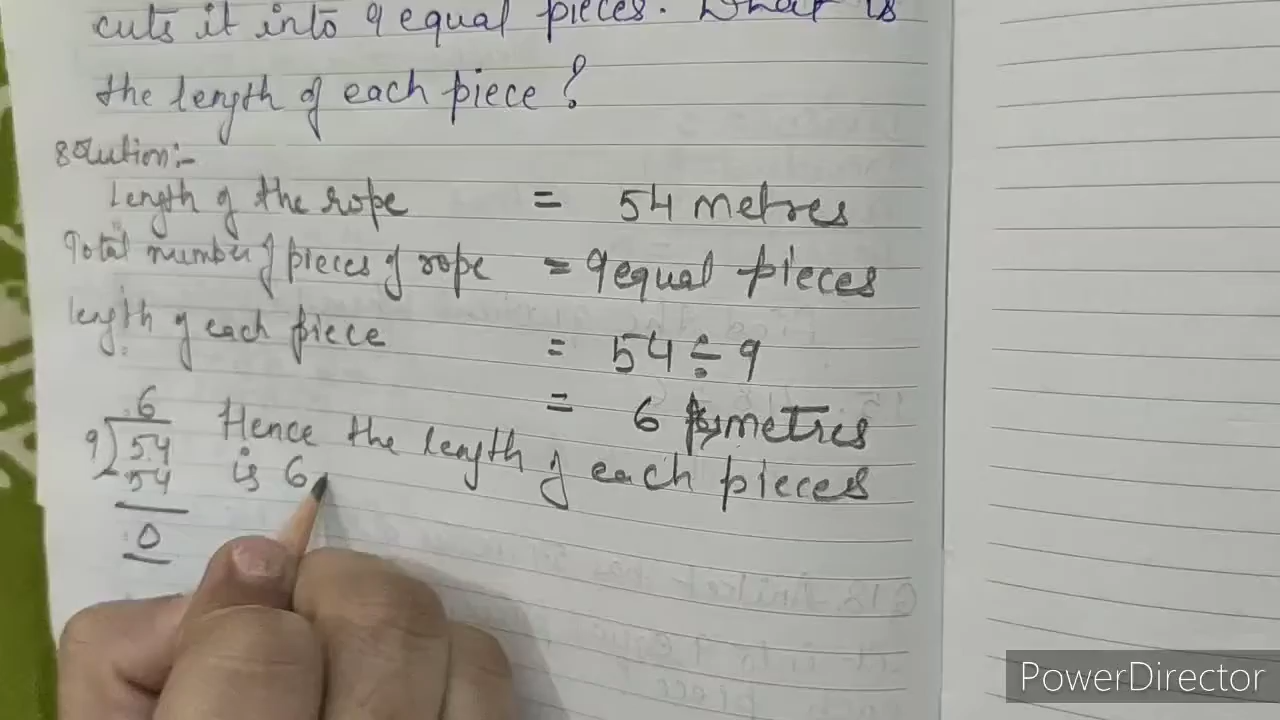 cuts it into 9 equal pieces. What is
the length of each piece?
Solution:-
Length of the rope = 54 metres
Total number of pieces of rope = 9 equal pieces
length of each piece = 54 ÷ 9
= 6 metres
6
9)54
54
0
Hence the length of each pieces
is 6
PowerDirector